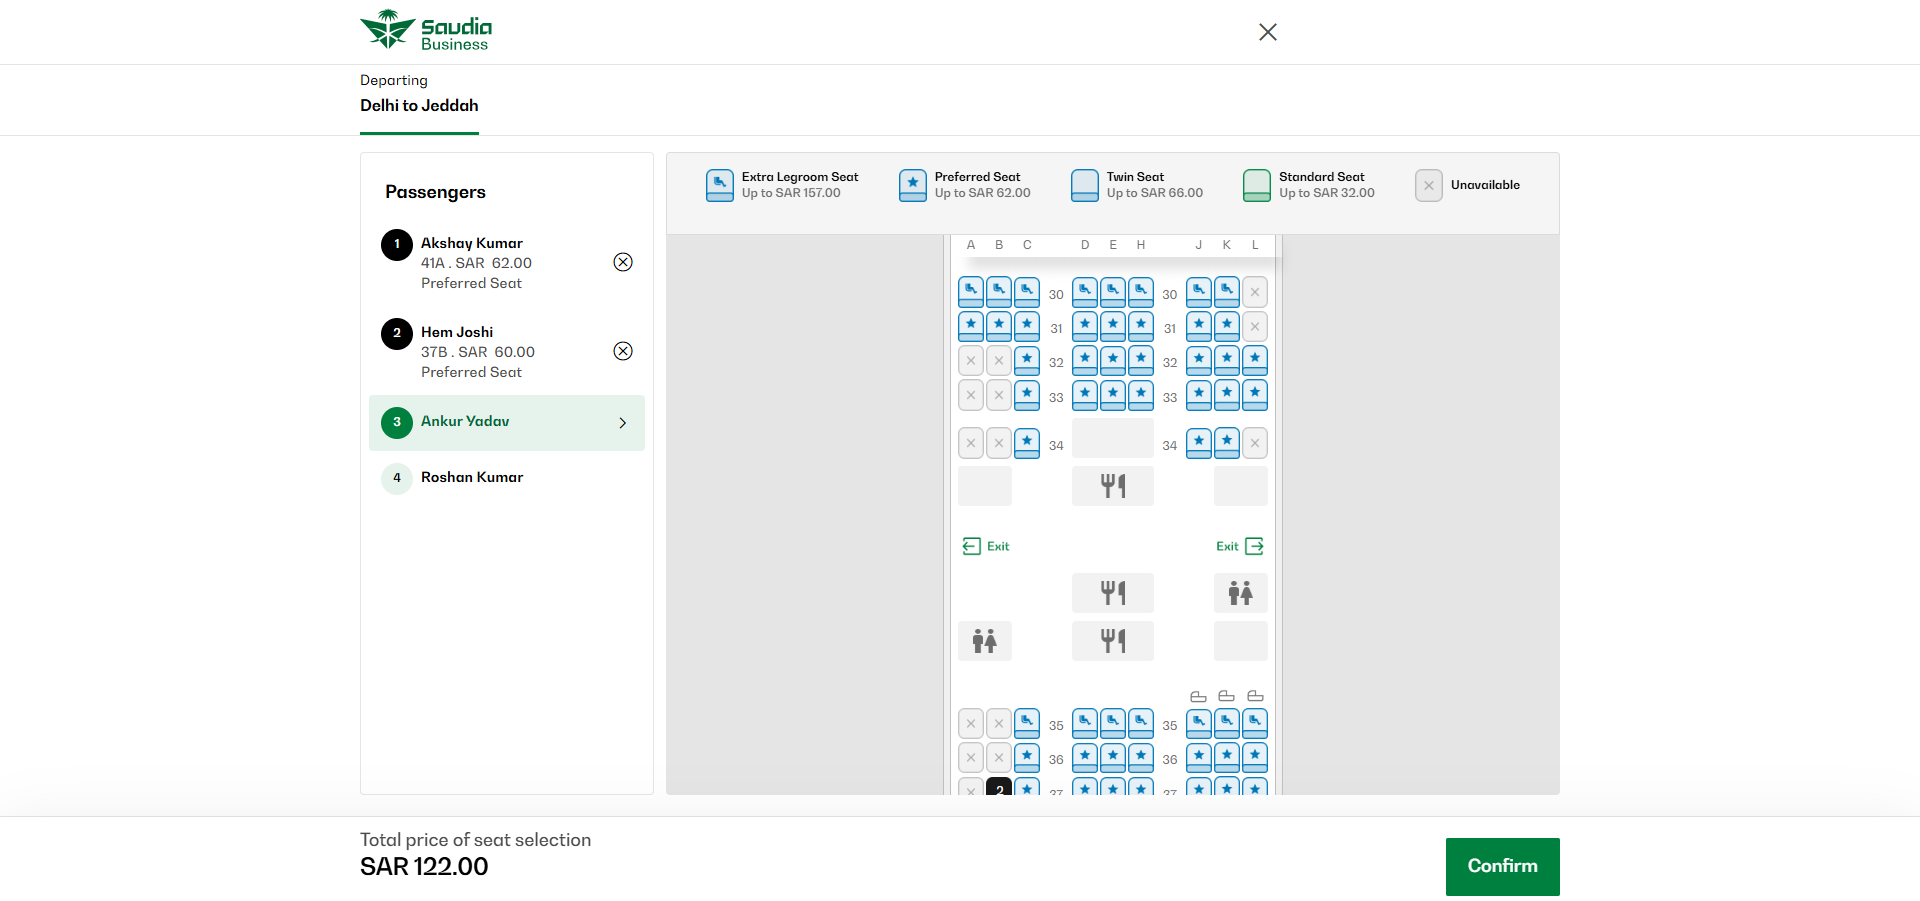 Saudia
Business
Departing
Delhi to Jeddah
Passengers
1
Akshay Kumar
41A . SAR 62.00
Preferred Seat
2
Hem Joshi
37B . SAR 60.00
Preferred Seat
3
Ankur Yadav
4
Roshan Kumar
Extra Legroom Seat
Up to SAR 157.00
Preferred Seat
Up to SAR 62.00
Twin Seat
Up to SAR 66.00
Standard Seat
Up to SAR 32.00
Unavailable
A B C D E H J K L
30 30
31 31
32 32
33 33
34 34
Exit Exit
35 35
36 36
2 37 37
Total price of seat selection
SAR 122.00
Confirm